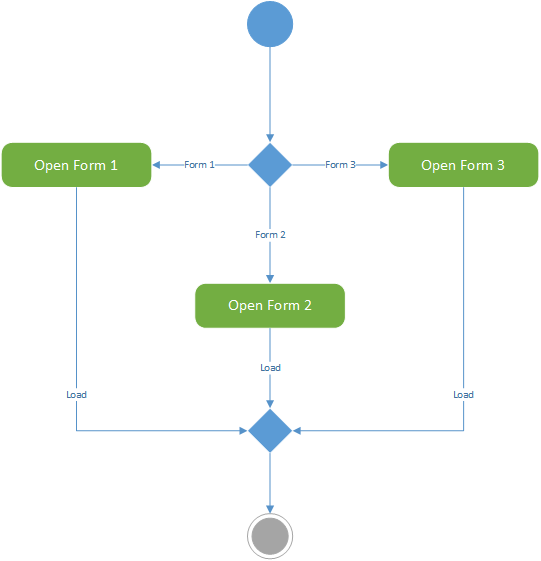 Open Form 1
Form 1
Form 3
Open Form 3
Form 2
Open Form 2
Load
Load
Load